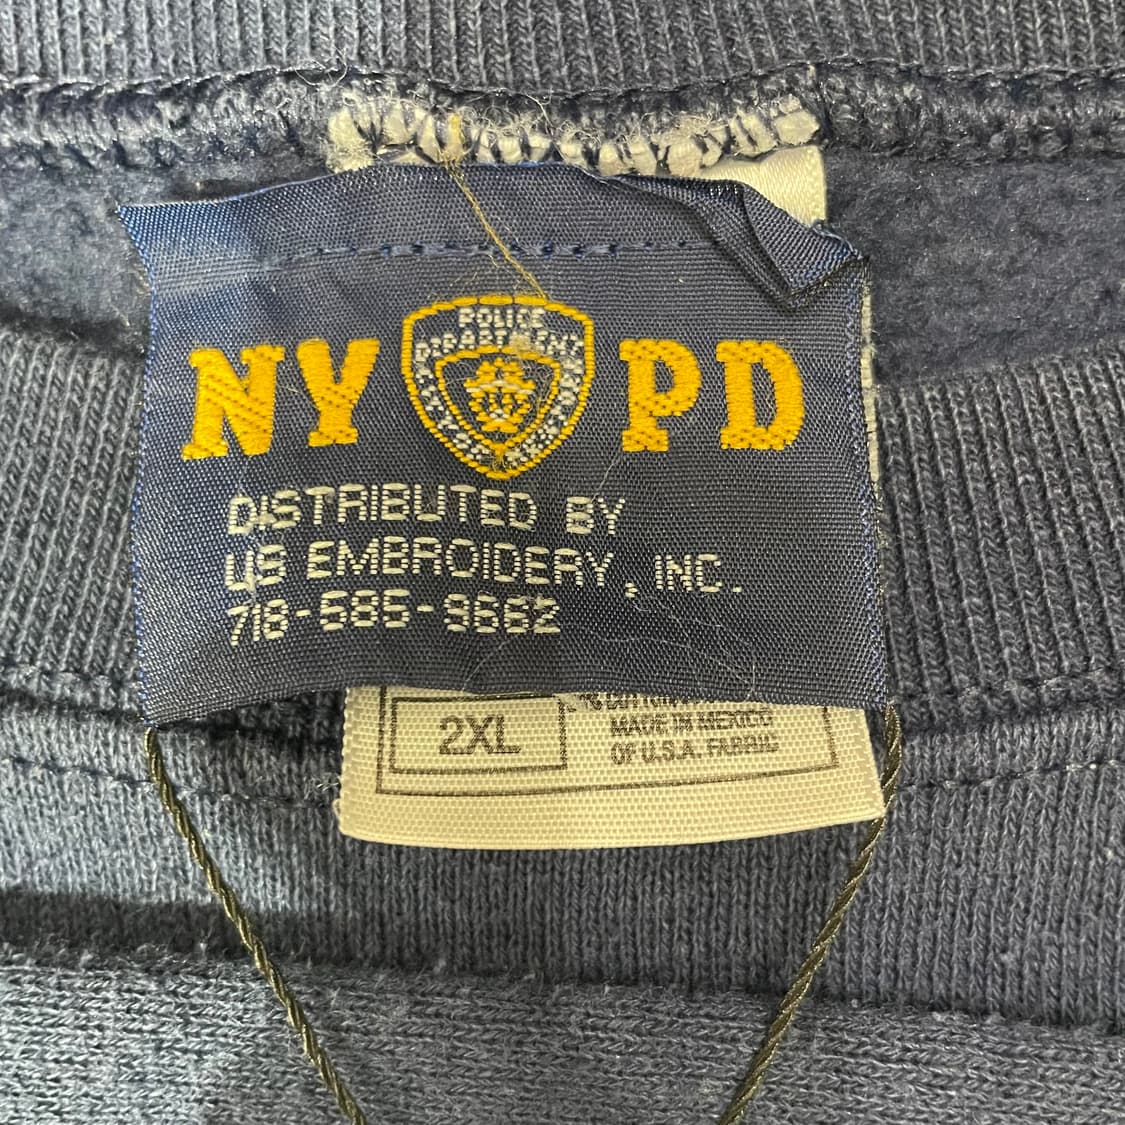 NY PD
POLICE
DEPARTMENT
DISTRIBUTED BY
US EMBROIDERY, INC.
718-585-9662
2XL
MADE IN MEXICO
OF U.S.A. FABRIC